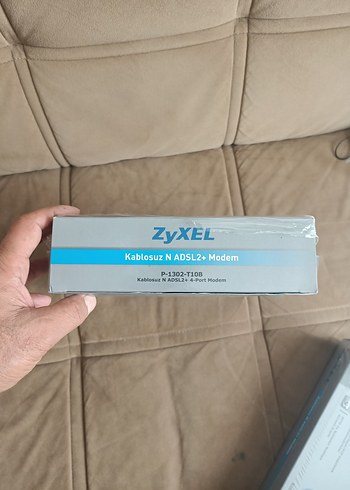 ZyXEL
Kablosuz N ADSL2+ Modem
P-1302-T10B
Kablosuz N ADSL2+ 4-Port Modem